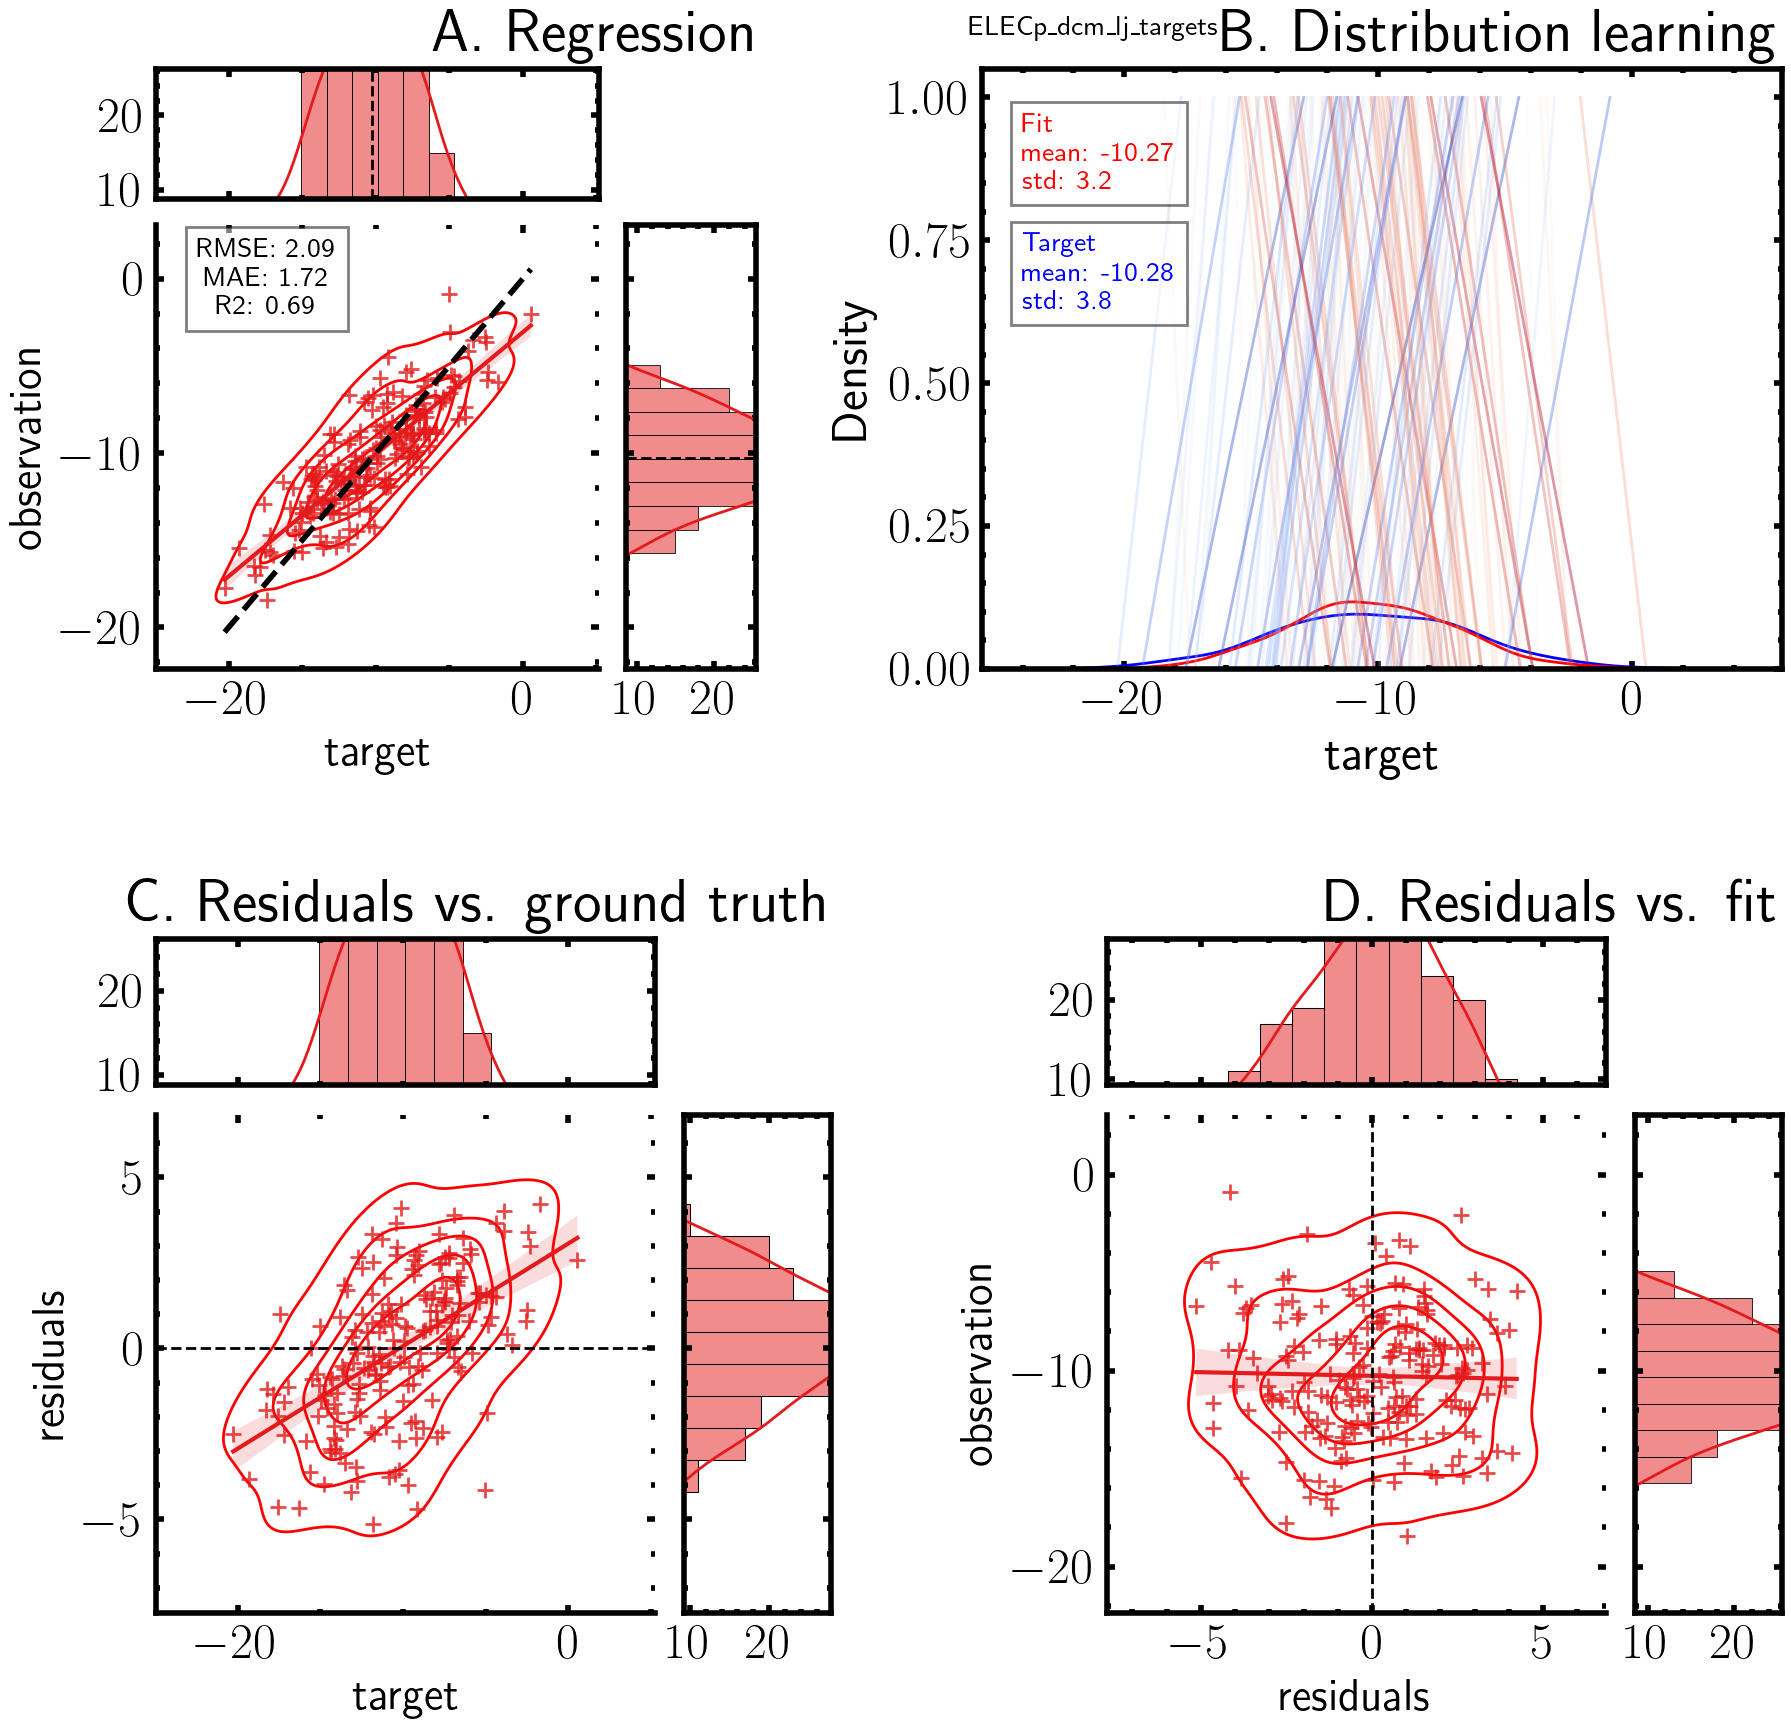 A. Regression
20
10
RMSE: 2.09
MAE: 1.72
R2: 0.69
0
−10
−20
observation
−20
0
10
20
target
ELECp_dcm_lj_targets
B. Distribution learning
1.00
0.75
0.50
0.25
0.00
Density
Fit
mean: -10.27
std: 3.2
Target
mean: -10.28
std: 3.8
−20
−10
0
target
C. Residuals vs. ground truth
20
10
5
0
−5
residuals
−20
0
10
20
target
D. Residuals vs. fit
20
10
0
−10
−20
observation
−5
0
5
10
20
residuals